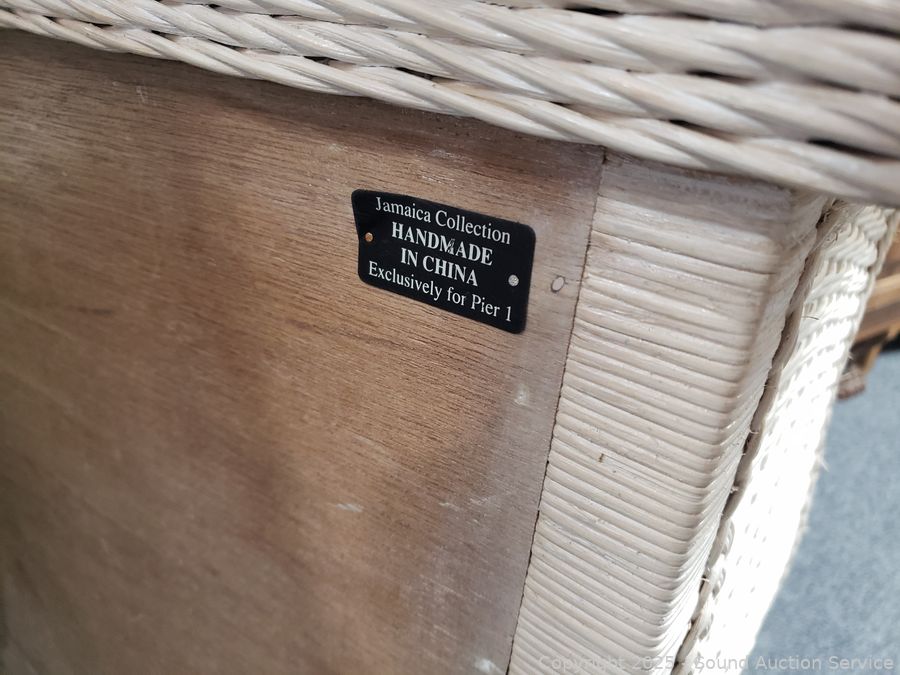 Jamaica Collection
HANDMADE
IN CHINA
Exclusively for Pier 1
Copyright 2025 - Sound Auction Service